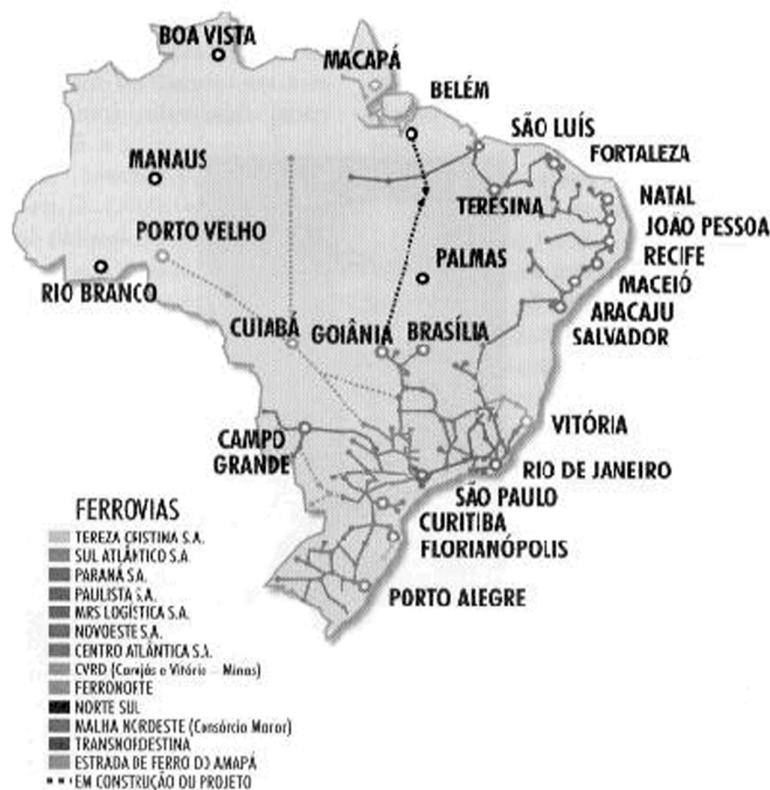 BOA VISTA
MACAPÁ
BELÉM
SÃO LUÍS
FORTALEZA
MANAUS
TERESINA
NATAL
JOÃO PESSOA
PORTO VELHO
RECIFE
PALMAS
MACEIÓ
RIO BRANCO
ARACAJU
CUIABÁ
GOIÂNIA
BRASÍLIA
SALVADOR
VITÓRIA
CAMPO
GRANDE
RIO DE JANEIRO
SÃO PAULO
CURITIBA
FLORIANÓPOLIS
PORTO ALEGRE
FERROVIAS
TEREZA CRISTINA S.A.
SUL ATLÂNTICO S.A.
PARANÁ S.A.
PAULISTA S.A.
MRS LOGÍSTICA S.A.
NOVOESTE S.A.
CENTRO ATLÂNTICA S.A.
CVRD (Carajás e Vitória – Minas)
FERRONORTE
NORTE SUL
MALHA NORDESTE (Consórcio Manor)
TRANSNORDESTINA
ESTRADA DE FERRO DO AMAPÁ
EM CONSTRUÇÃO OU PROJETO